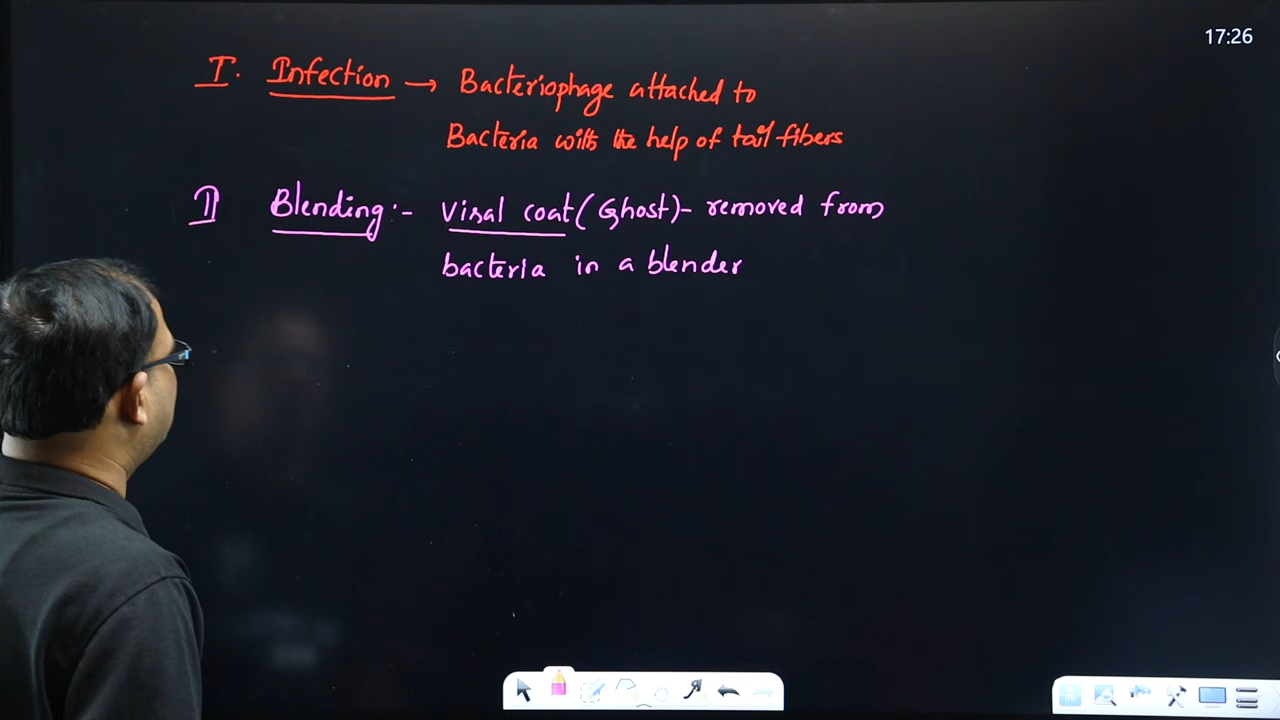 17:26
I. Infection → Bacteriophage attached to
Bacteria with the help of tail fibers
II Blending:- Viral coat (Ghost)- removed from
bacteria in a blender